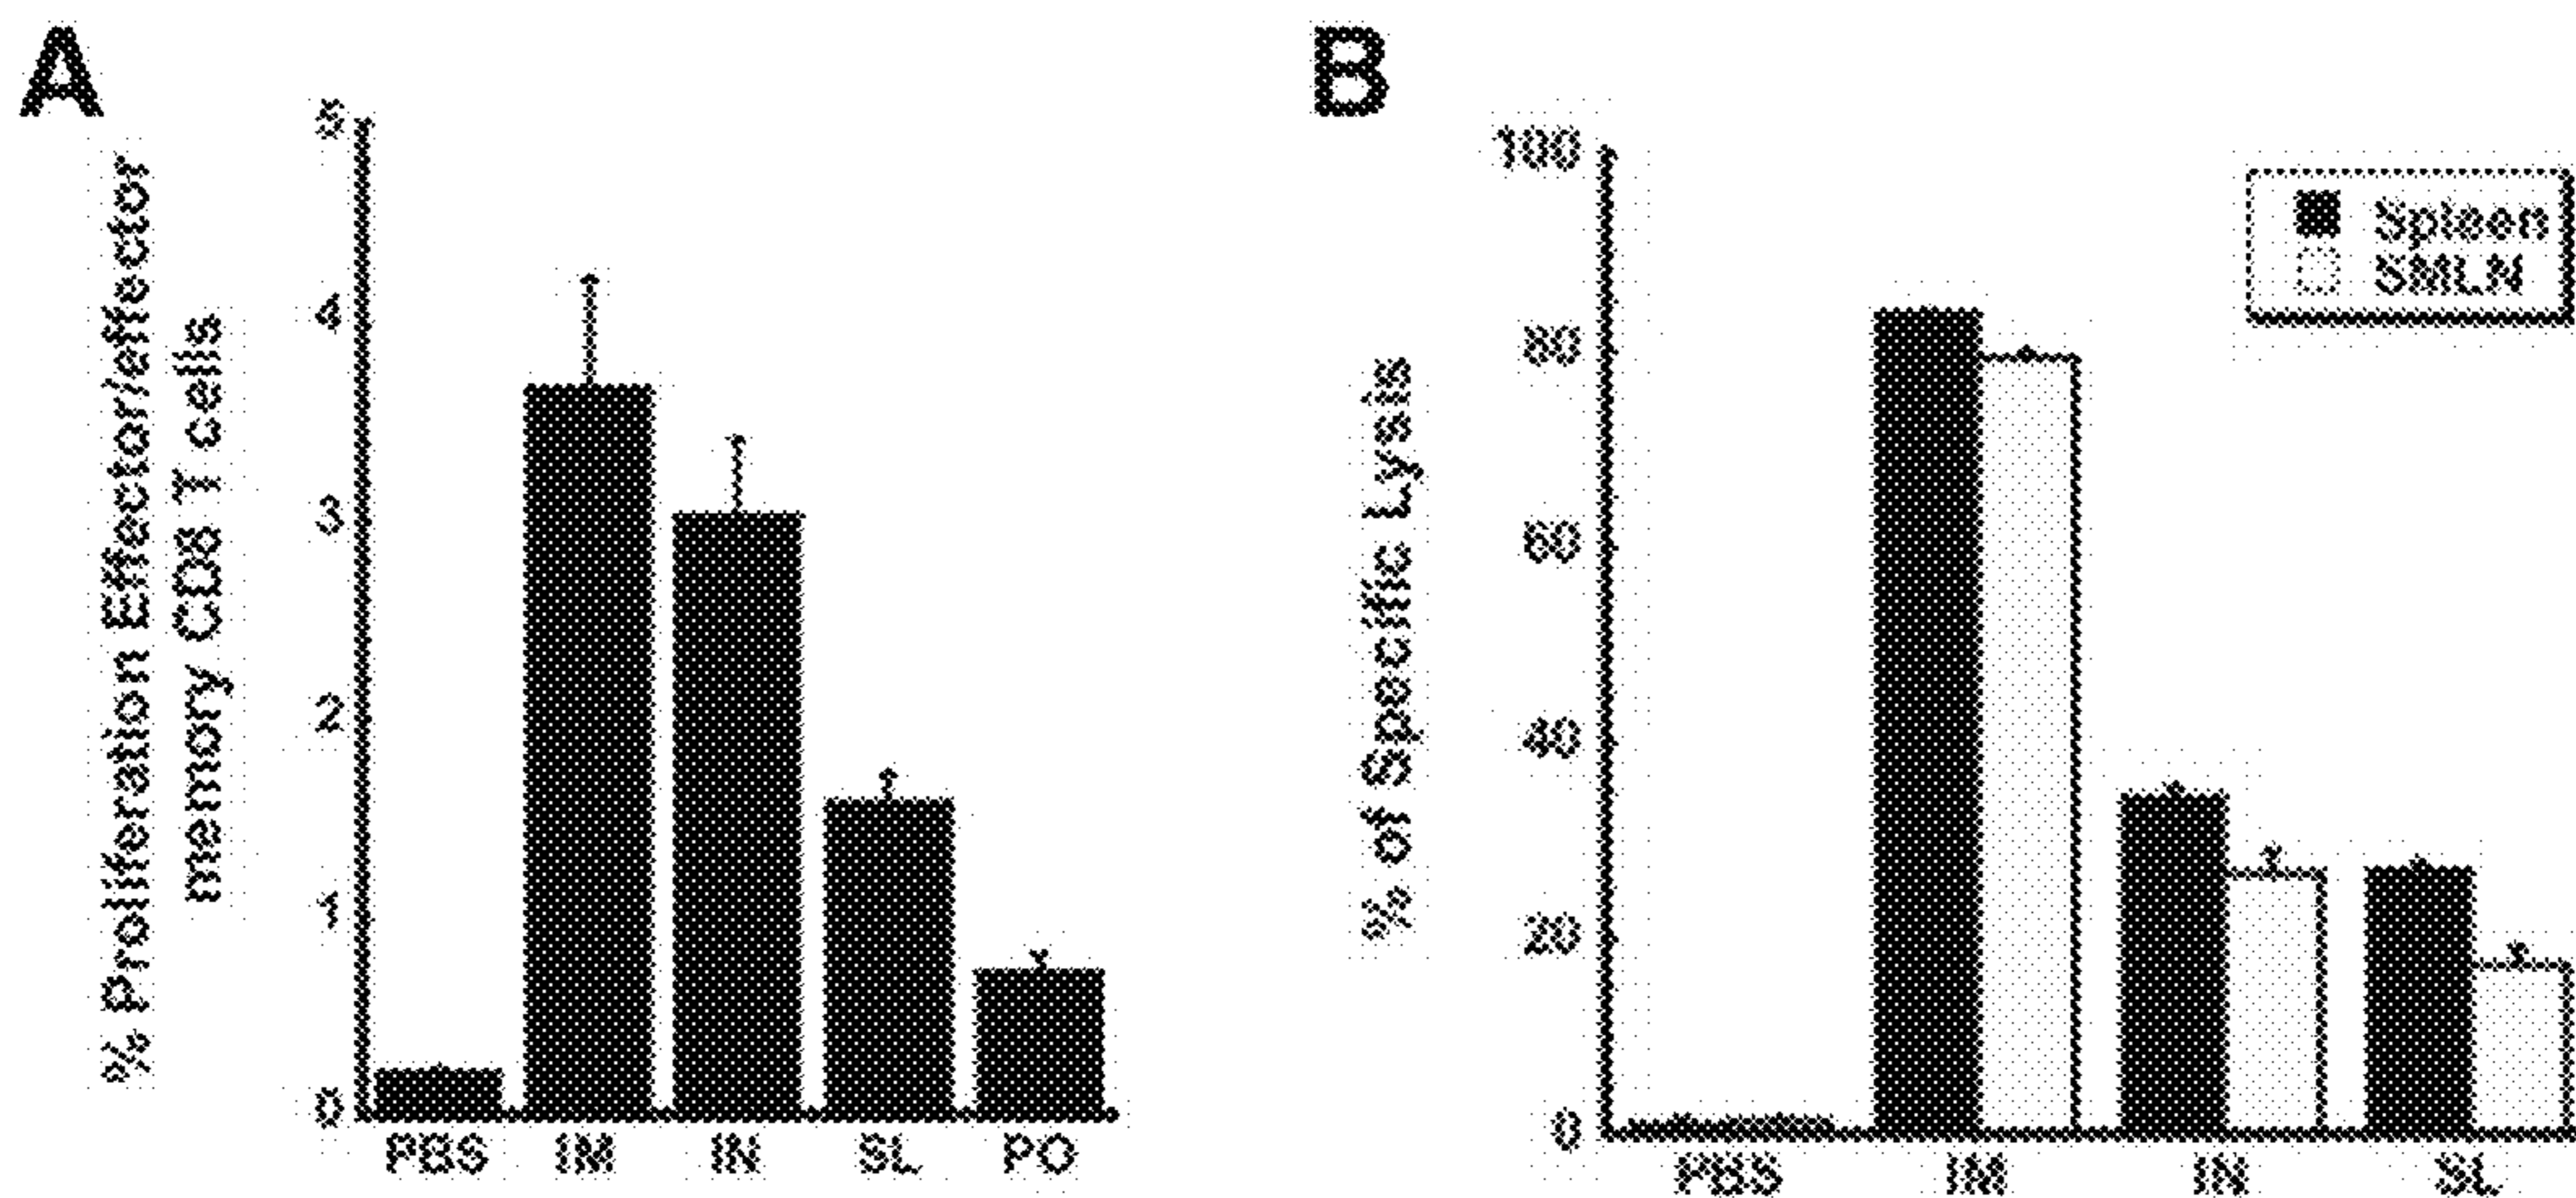 A
% Proliferation Effector/effector
memory CD8 T cells
5
4
3
2
1
0
PBS IM IN SL PO
B
% of Specific Lysis
100
80
60
40
20
0
PBS IM IN SL
Spleen
SMLN